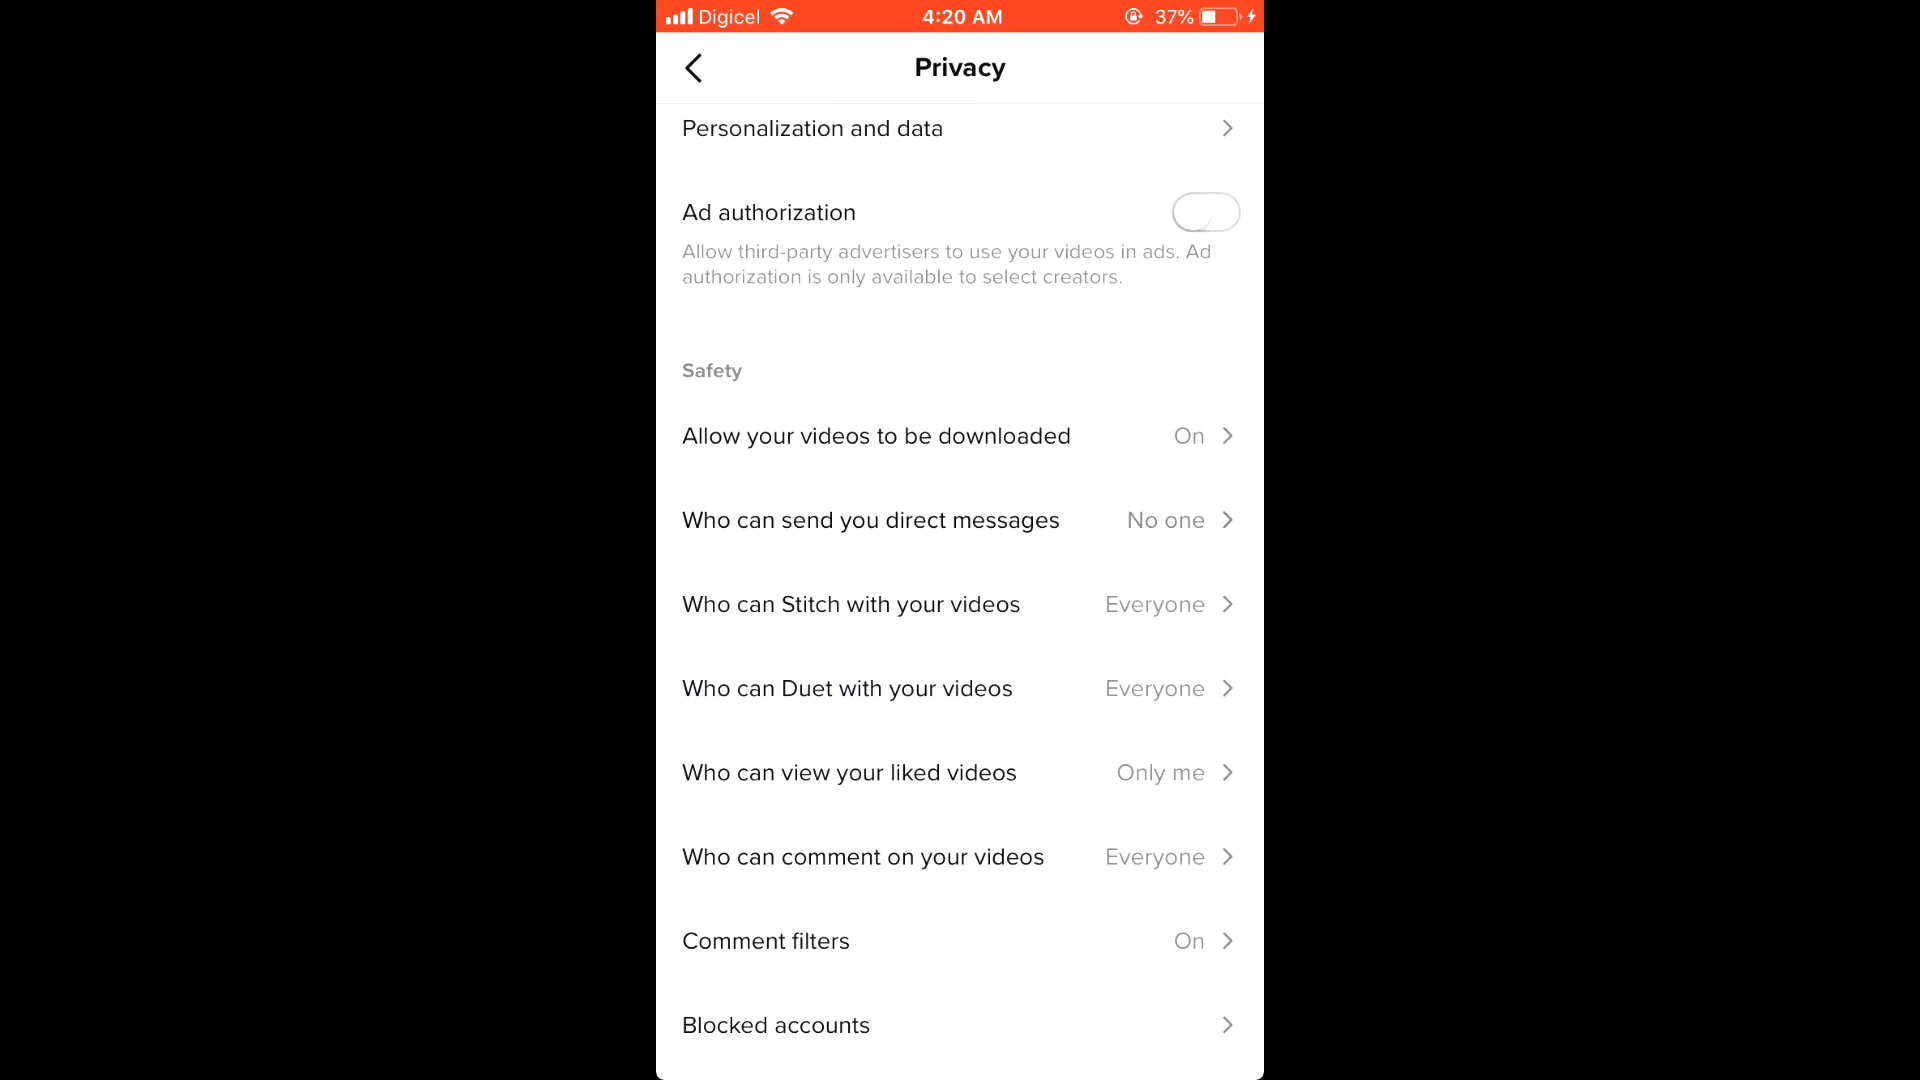 Digicel 4:20 AM 37%
Privacy
Personalization and data
Ad authorization
Allow third-party advertisers to use your videos in ads. Ad
authorization is only available to select creators.
Safety
Allow your videos to be downloaded On
Who can send you direct messages No one
Who can Stitch with your videos Everyone
Who can Duet with your videos Everyone
Who can view your liked videos Only me
Who can comment on your videos Everyone
Comment filters On
Blocked accounts